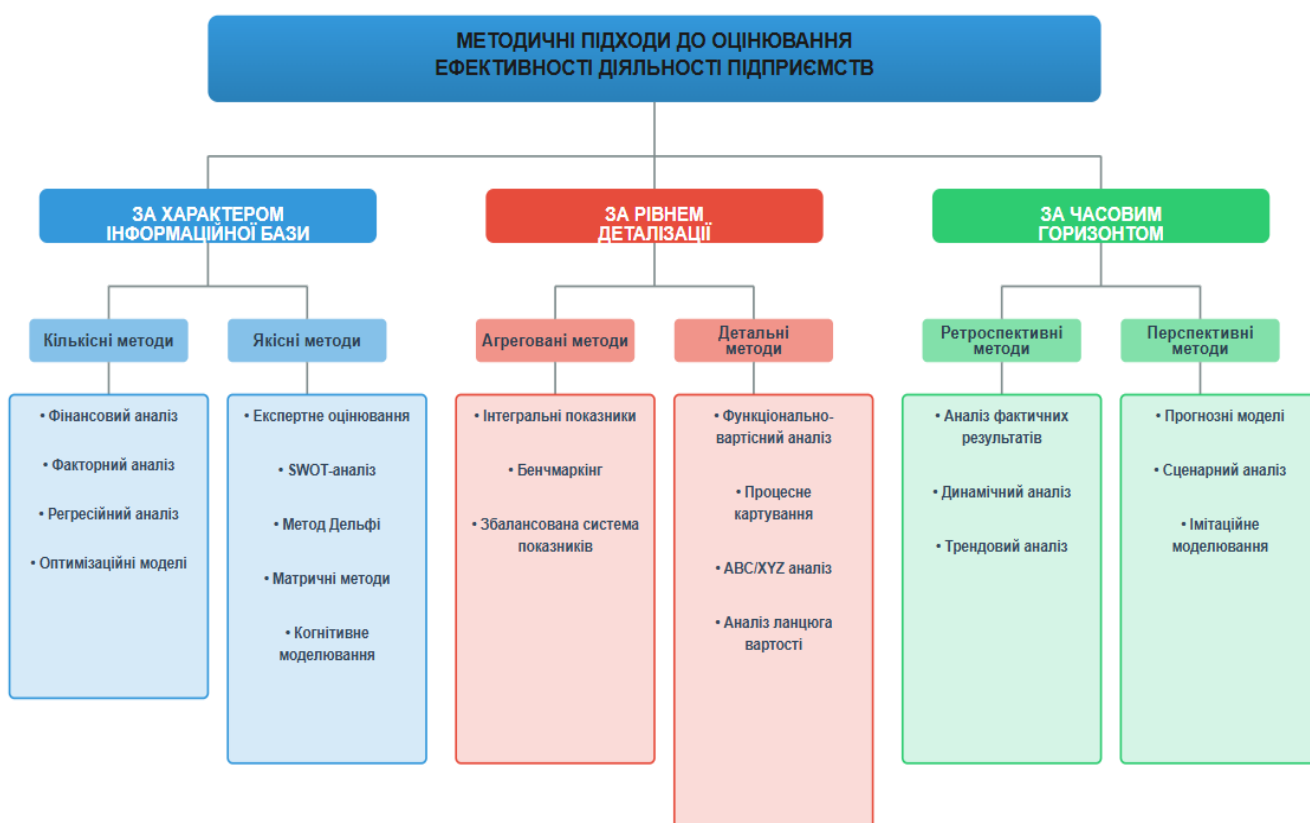 МЕТОДИЧНІ ПІДХОДИ ДО ОЦІНЮВАННЯ
ЕФЕКТИВНОСТІ ДІЯЛЬНОСТІ ПІДПРИЄМСТВ
ЗА ХАРАКТЕРОМ
ІНФОРМАЦІЙНОЇ БАЗИ
Кількісні методи
• Фінансовий аналіз
• Факторний аналіз
• Регресійний аналіз
• Оптимізаційні моделі
Якісні методи
• Експертне оцінювання
• SWOT-аналіз
• Метод Дельфі
• Матричні методи
• Когнітивне
моделювання
ЗА РІВНЕМ
ДЕТАЛІЗАЦІЇ
Агреговані методи
• Інтегральні показники
• Бенчмаркінг
• Збалансована система
показників
Детальні
методи
• Функціонально-
вартісний аналіз
• Процесне
картування
• ABC/XYZ аналіз
• Аналіз ланцюга
вартості
ЗА ЧАСОВИМ
ГОРИЗОНТОМ
Ретроспективні
методи
• Аналіз фактичних
результатів
• Динамічний аналіз
• Трендовий аналіз
Перспективні
методи
• Прогнозні моделі
• Сценарний аналіз
• Імітаційне
моделювання